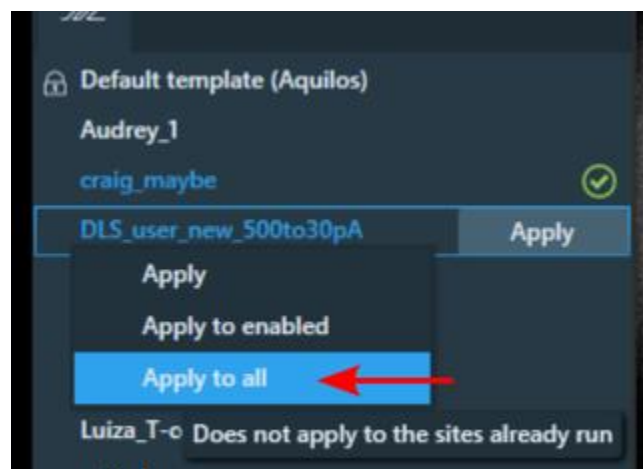 Default template (Aquilos)
Audrey_1
craig_maybe
DLS_user_new_500to30pA Apply
Apply
Apply to enabled
Apply to all
Luiza_T-c Does not apply to the sites already run